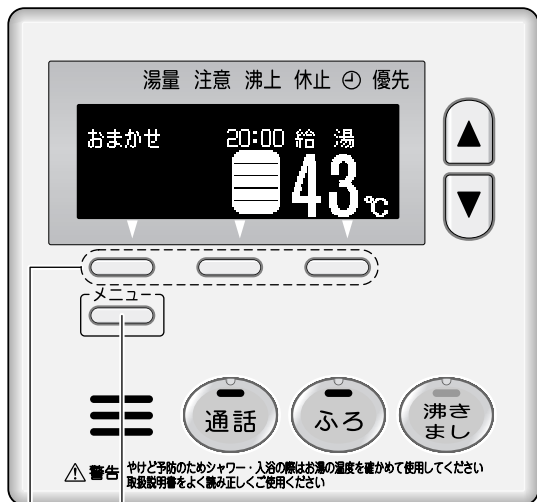 湯量 注意 沸上 休止 優先
おまかせ 20:00 給 湯
43℃
メニュー
通話 ふろ 沸き
まし
警告 やけど予防のためシャワー・入浴の際はお湯の温度を確かめて使用してください
取扱説明書をよく読み正しくご使用ください